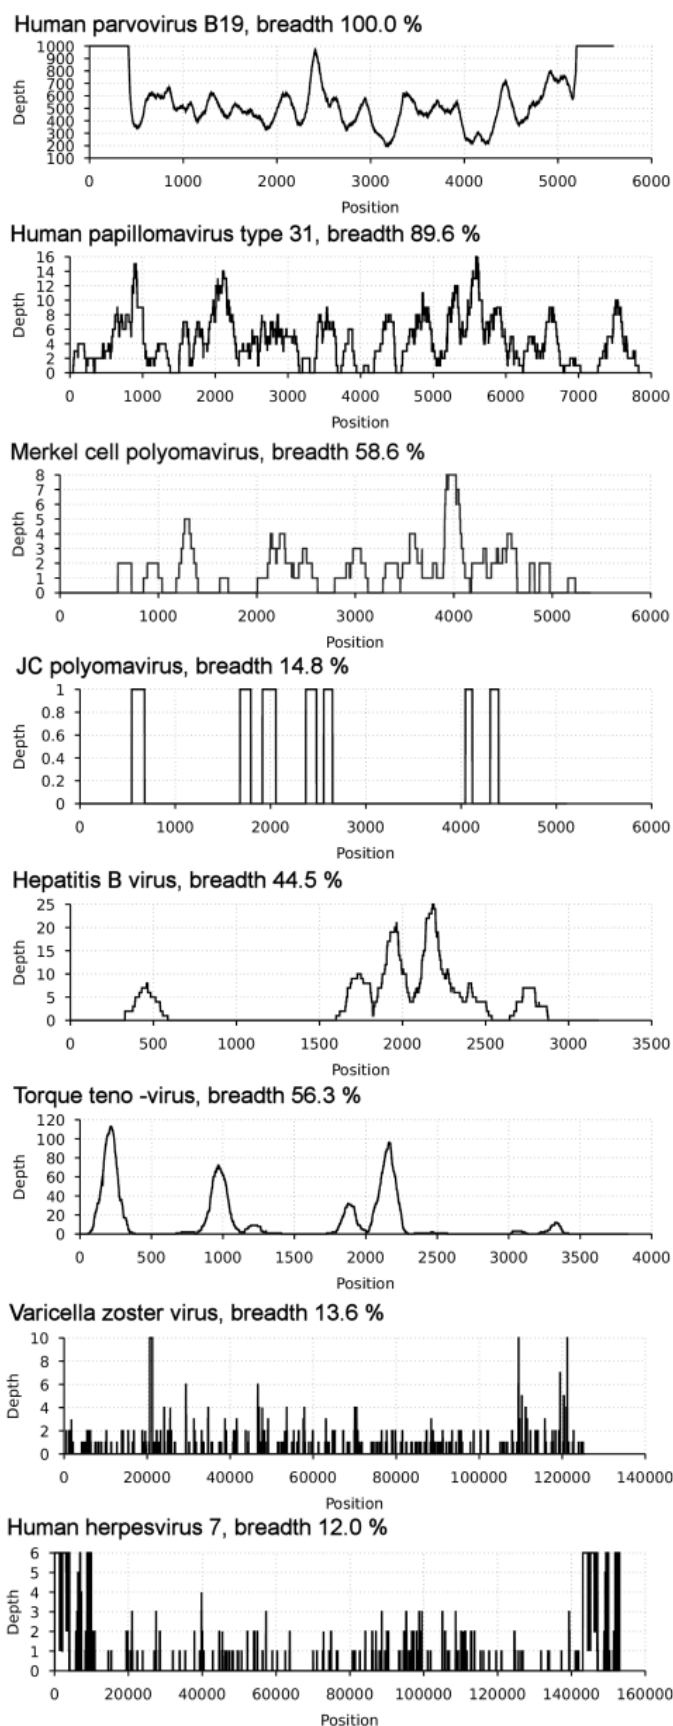 Human parvovirus B19, breadth 100.0 %
1000
900
800
700
600
500
400
300
200
100
Depth
0 1000 2000 3000 4000 5000 6000
Position
Human papillomavirus type 31, breadth 89.6 %
16
14
12
10
8
6
4
2
0
Depth
0 1000 2000 3000 4000 5000 6000 7000 8000
Position
Merkel cell polyomavirus, breadth 58.6 %
8
7
6
5
4
3
2
1
0
Depth
0 1000 2000 3000 4000 5000 6000
Position
JC polyomavirus, breadth 14.8 %
1
0.8
0.6
0.4
0.2
0
Depth
0 1000 2000 3000 4000 5000 6000
Position
Hepatitis B virus, breadth 44.5 %
25
20
15
10
5
0
Depth
0 500 1000 1500 2000 2500 3000 3500
Position
Torque teno -virus, breadth 56.3 %
120
100
80
60
40
20
0
Depth
0 500 1000 1500 2000 2500 3000 3500 4000
Position
Varicella zoster virus, breadth 13.6 %
10
8
6
4
2
0
Depth
0 20000 40000 60000 80000 100000 120000 140000
Position
Human herpesvirus 7, breadth 12.0 %
6
5
4
3
2
1
0
Depth
0 20000 40000 60000 80000 100000 120000 140000 160000
Position